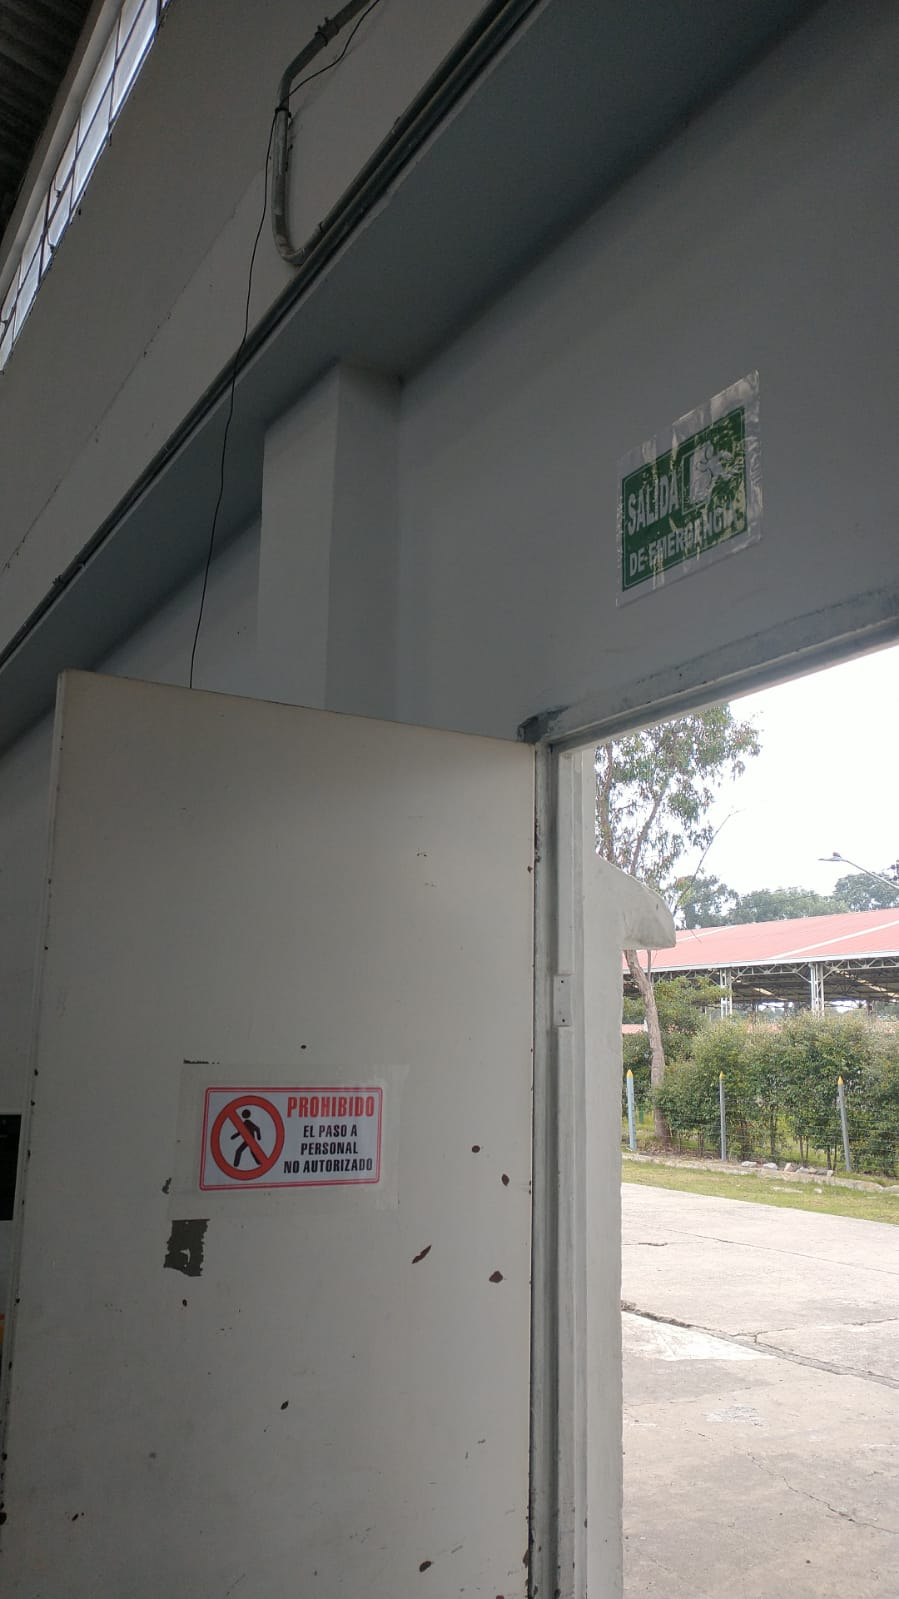 SALIDA
DE EMERGENCIA
PROHIBIDO
EL PASO A
PERSONAL
NO AUTORIZADO